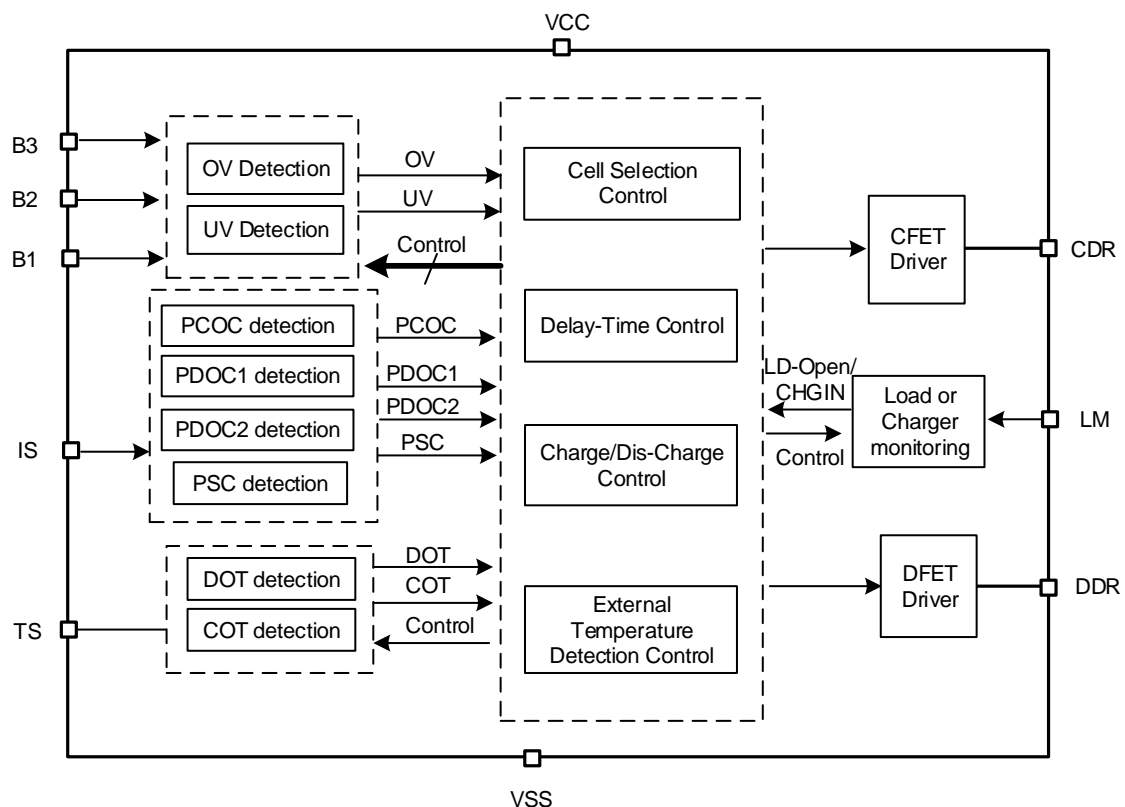 VCC
B3
B2
B1
OV Detection
UV Detection
OV
UV
Control
PCOC detection
PDOC1 detection
PDOC2 detection
PSC detection
PCOC
PDOC1
PDOC2
PSC
IS
DOT detection
COT detection
DOT
COT
Control
TS
Cell Selection
Control
Delay-Time Control
Charge/Dis-Charge
Control
External
Temperature
Detection Control
CFET
Driver
CDR
LD-Open/
CHGIN
Control
Load or
Charger
monitoring
LM
DFET
Driver
DDR
VSS